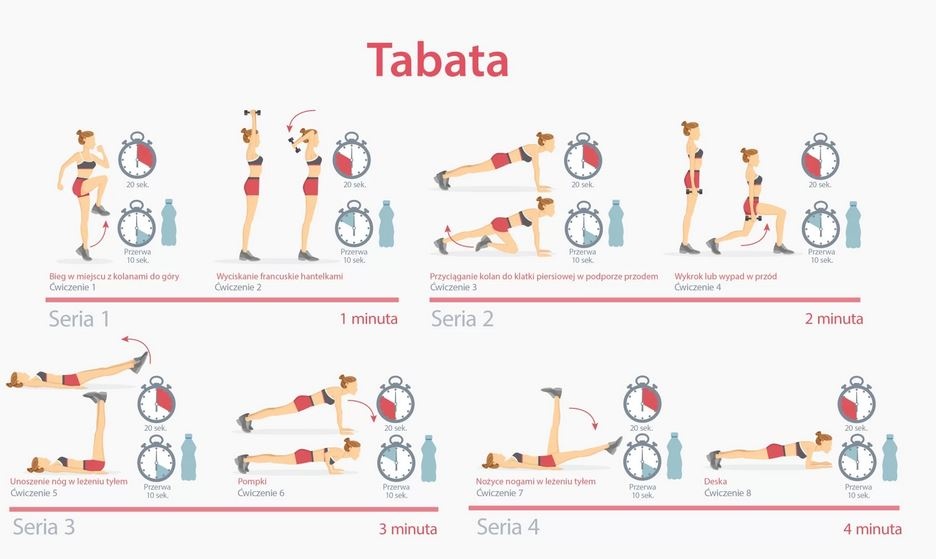 Tabata
20 sek.
Przerwa
10 sek.
Bieg w miejscu z kolanami do góry
Ćwiczenie 1
20 sek.
Przerwa
10 sek.
Wyciskanie francuskie hantelkami
Ćwiczenie 2
Seria 1
1 minuta
20 sek.
Przerwa
10 sek.
Przyciąganie kolan do klatki piersiowej w podporze przodem
Ćwiczenie 3
20 sek.
Przerwa
10 sek.
Wykrok lub wypad w przód
Ćwiczenie 4
Seria 2
2 minuta
20 sek.
Przerwa
10 sek.
Unoszenie nóg w leżeniu tyłem
Ćwiczenie 5
20 sek.
Przerwa
10 sek.
Pompki
Ćwiczenie 6
Seria 3
3 minuta
20 sek.
Przerwa
10 sek.
Nożyce nogami w leżeniu tyłem
Ćwiczenie 7
20 sek.
Przerwa
10 sek.
Deska
Ćwiczenie 8
Seria 4
4 minuta